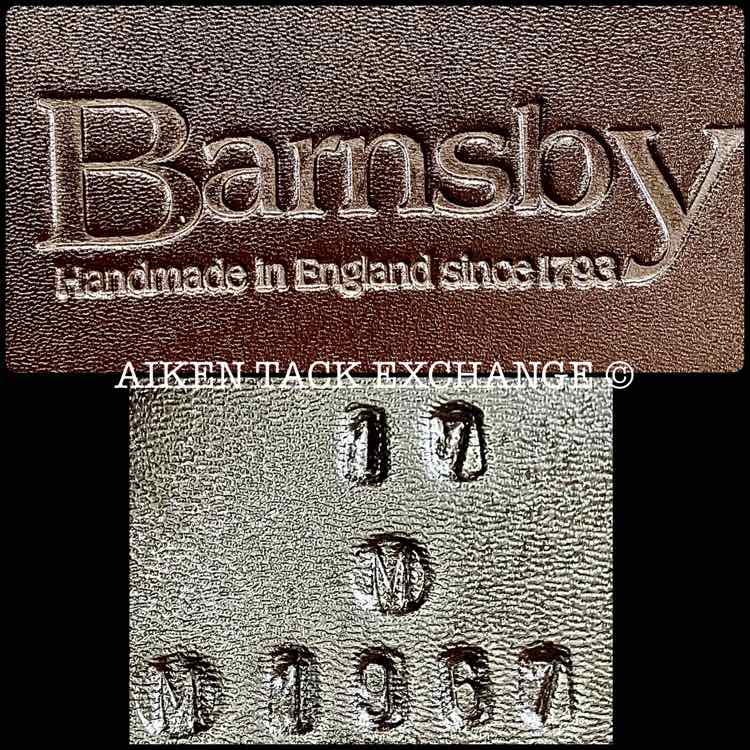 Barnsby
Handmade in England since 1793
AIKEN TACK EXCHANGE ©
17
M
M 1967